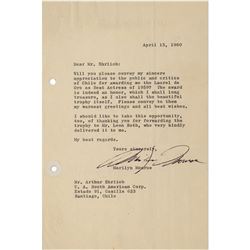 April 13, 1960
Dear Mr. Ehrlich:
Will you please convey my sincere
appreciation to the public and critics
of Chile for awarding me the Laurel de
Oro as Best Actress of 1959? The award
is indeed an honor, which I shall long
treasure, as I also shall the beautiful
trophy itself. Please convey to them
my warmest greetings and all best wishes.
I should like to take this opportunity,
too, of thanking you for forwarding the
trophy to Mr. Leon Roth, who very kindly
delivered it to me.
My best regards.
Yours sincerely,
Marilyn Monroe
Marilyn Monroe
Mr. Arthur Ehrlich
U. A. South American Corp.
Estado 91, Casilla 623
Santiago, Chile